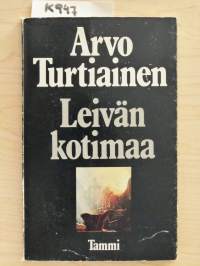 K947
Arvo
Turtiainen
Leivän
kotimaa
Tammi